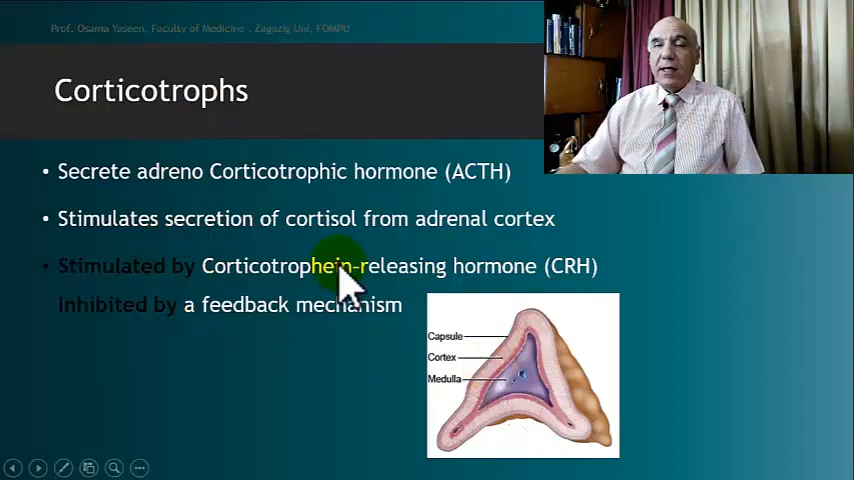 Prof. Osama Yaseen, Faculty of Medicine . Zagazig Uni, FOMPU
Corticotrophs
• Secrete adreno Corticotrophic hormone (ACTH)
• Stimulates secretion of cortisol from adrenal cortex
• Stimulated by Corticotrophein-releasing hormone (CRH)
Inhibited by a feedback mechanism
Capsule
Cortex
Medulla